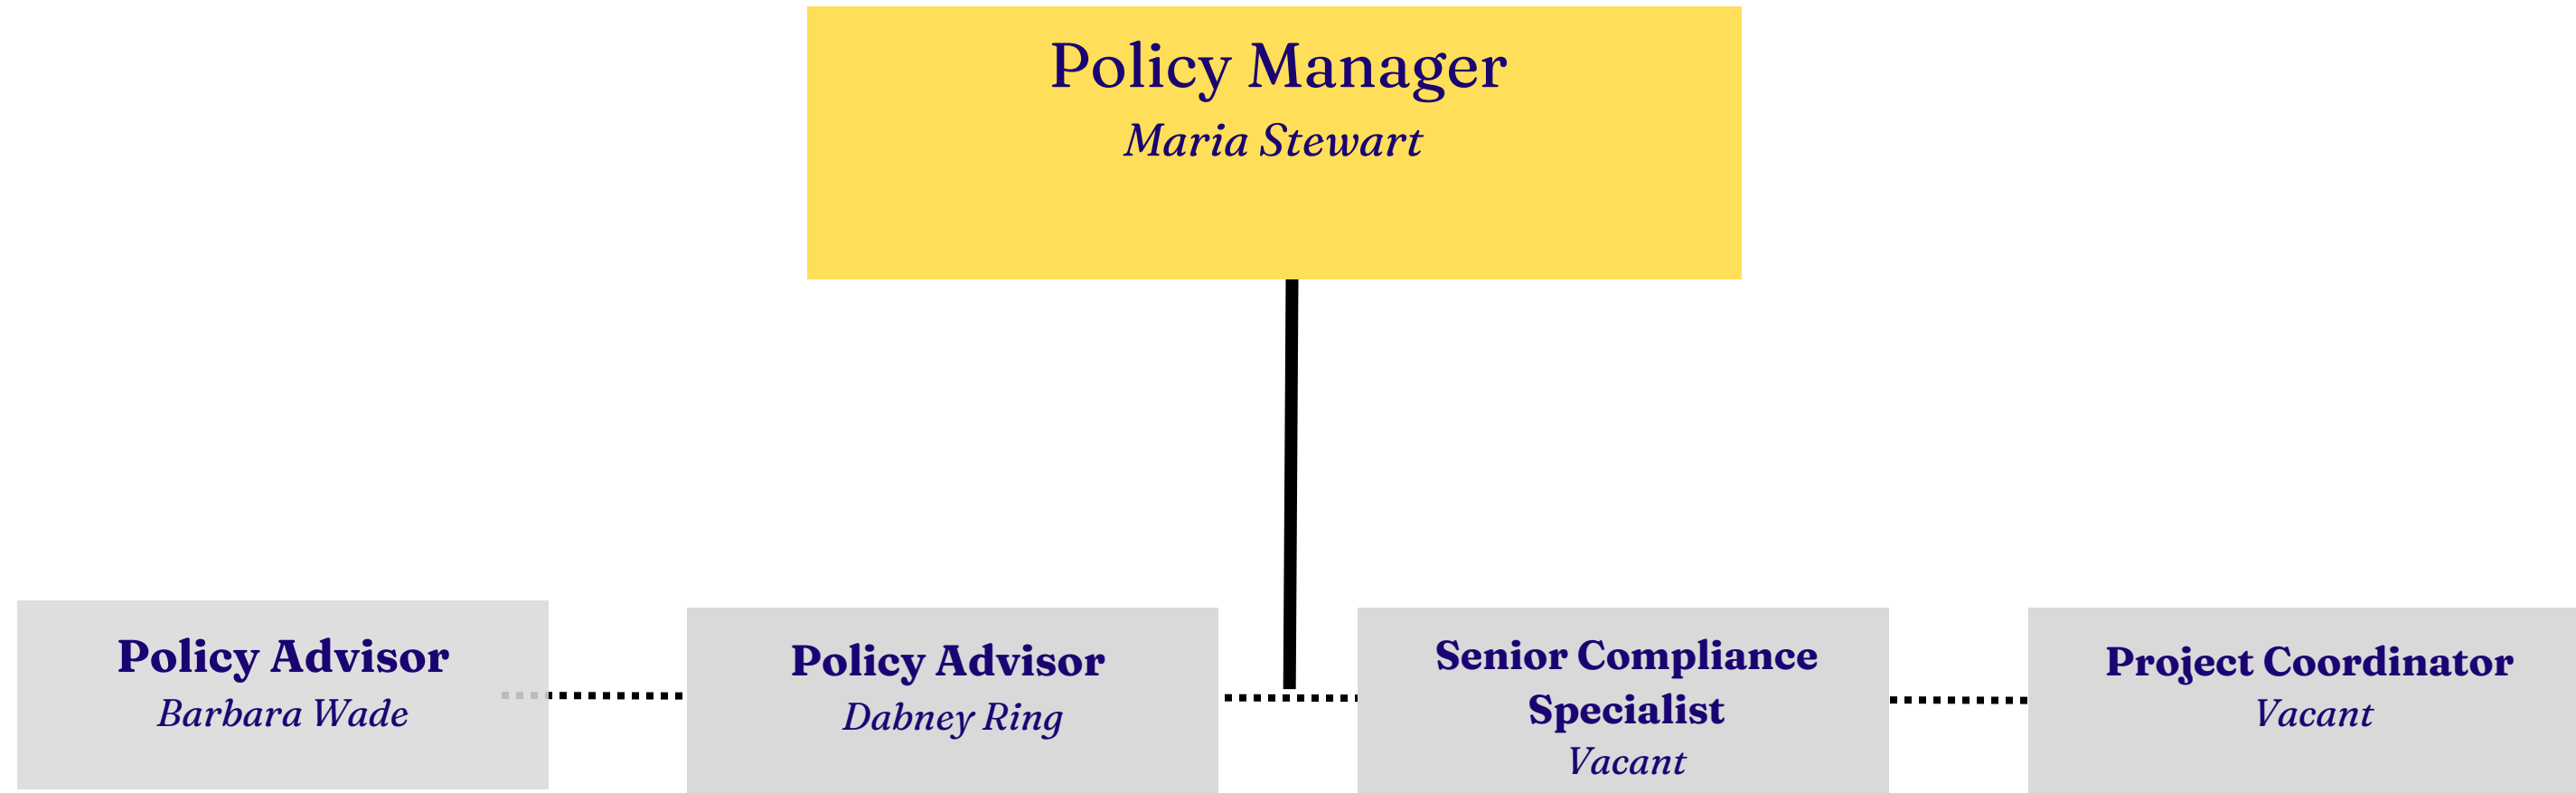 Policy Manager
Maria Stewart
Policy Advisor
Barbara Wade
Policy Advisor
Dabney Ring
Senior Compliance
Specialist
Vacant
Project Coordinator
Vacant